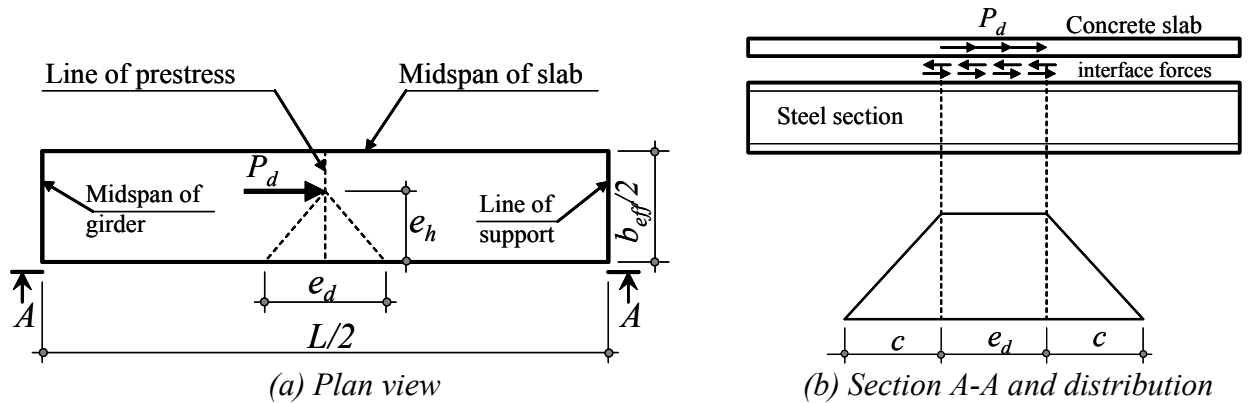 Line of prestress
Midspan of slab
P_d
Midspan of
girder
e_h
Line of
support
b_eff/2
A
e_d
A
L/2
(a) Plan view
P_d
Concrete slab
interface forces
Steel section
c
e_d
c
(b) Section A-A and distribution